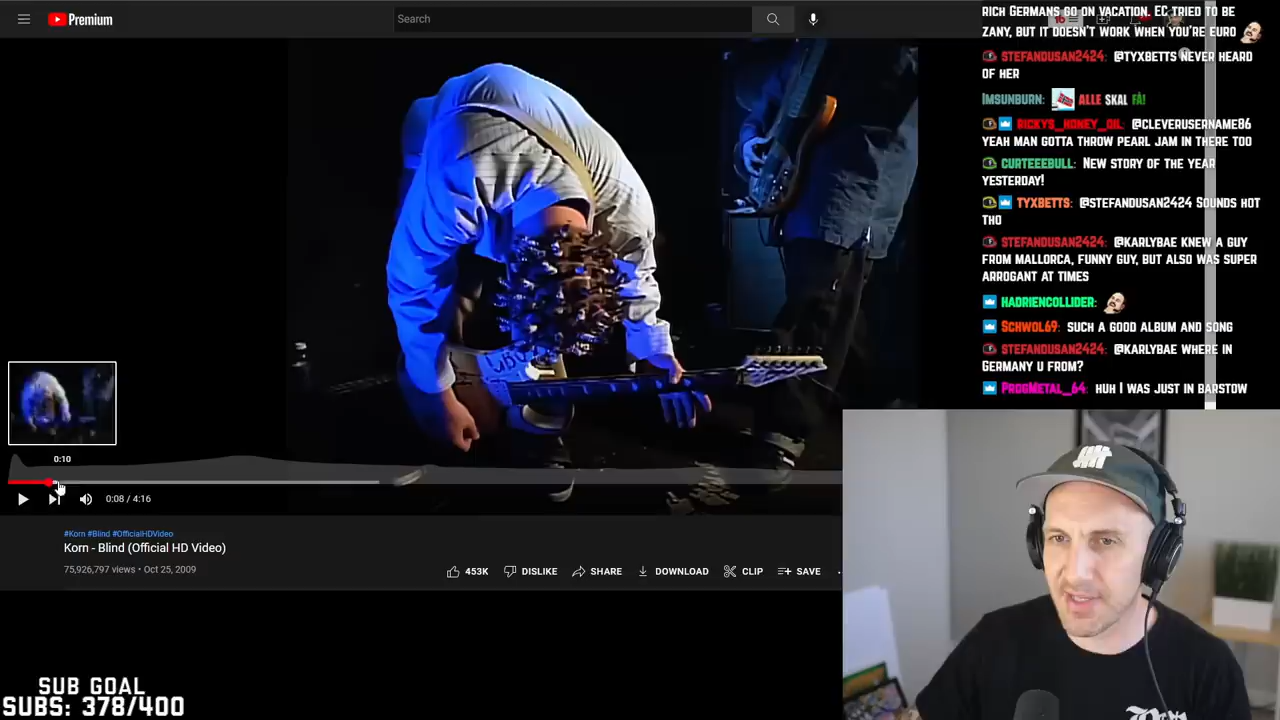 Premium
Search
RICH GERMANS GO ON VACATION. EC TRIED TO BE
ZANY, BUT IT DOESN'T WORK WHEN YOU'RE EURO
STEFANDUSAN2424: @TYXBETTS NEVER HEARD
OF HER
IMSUNBURN: ALLE SKAL FÅ!
RICKYS_HONEY_OIL: @CLEVERUSERNAME86
YEAH MAN GOTTA THROW PEARL JAM IN THERE TOO
CURTEEEBULL: NEW STORY OF THE YEAR
YESTERDAY!
TYXBETTS: @STEFANDUSAN2424 SOUNDS HOT
THO
STEFANDUSAN2424: @KARLYBAE KNEW A GUY
FROM MALLORCA, FUNNY GUY, BUT ALSO WAS SUPER
ARROGANT AT TIMES
HADRIENCOLLIDER:
SCHWOL69: SUCH A GOOD ALBUM AND SONG
STEFANDUSAN2424: @KARLYBAE WHERE IN
GERMANY U FROM?
PROGMETAL_64: HUH I WAS JUST IN BARSTOW
0:10
0:08 / 4:16
#Korn #Blind #OfficialHDVideo
Korn - Blind (Official HD Video)
75,926,797 views • Oct 25, 2009
453K
DISLIKE
SHARE
DOWNLOAD
CLIP
SAVE
SUB GOAL
SUBS: 378/400